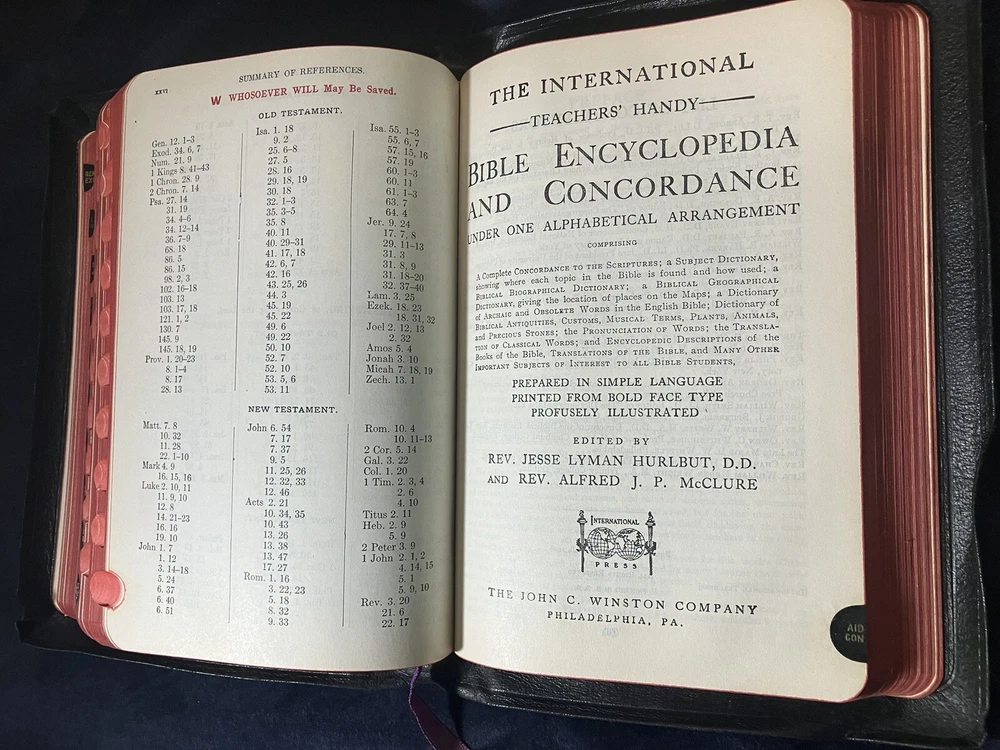 XXVI
SUMMARY OF REFERENCES.
W WHOSOEVER WILL May Be Saved.
OLD TESTAMENT.
Gen. 12. 1-3
Exod. 34. 6, 7
Num. 21. 9
1 Kings 8. 41-43
1 Chron. 28. 9
2 Chron. 7. 14
Psa. 27. 14
31. 19
34. 4-6
34. 12-14
36. 7-9
68. 18
86. 5
86. 15
98. 2, 3
102. 16-18
103. 13
103. 17, 18
121. 1, 2
130. 7
145. 9
145. 18, 19
Prov. 1. 20-23
8. 1-4
8. 17
28. 13
Isa. 1. 18
9. 2
25. 6-8
27. 5
28. 16
29. 18, 19
30. 18
32. 1-3
35. 3-5
35. 8
40. 11
40. 29-31
41. 17, 18
42. 6, 7
42. 16
43. 25, 26
44. 3
45. 19
45. 22
49. 6
49. 22
50. 10
52. 7
52. 10
53. 5, 6
53. 11
Isa. 55. 1-3
55. 6, 7
57. 15, 16
57. 19
60. 1-3
60. 11
61. 1-3
63. 7
64. 4
Jer. 9. 24
17. 7, 8
29. 11-13
31. 3
31. 8, 9
31. 18-20
32. 37-40
Lam. 3. 25
Ezek. 18. 23
18. 31, 32
Joel 2. 12, 13
2. 32
Amos 5. 4
Jonah 3. 10
Micah 7. 18, 19
Zech. 13. 1
NEW TESTAMENT.
Matt. 7. 8
10. 32
11. 28
22. 1-10
Mark 4. 9
16. 15, 16
Luke 2. 10, 11
11. 9, 10
12. 8
14. 21-23
16. 16
19. 10
John 1. 7
1. 12
3. 14-18
5. 24
6. 37
6. 40
6. 51
John 6. 54
7. 17
7. 37
9. 5
11. 25, 26
12. 32, 33
12. 46
Acts 2. 21
10. 34, 35
10. 43
13. 26
13. 38
13. 47
17. 27
Rom. 1. 16
3. 22, 23
5. 18
8. 32
9. 33
Rom. 10. 4
10. 11-13
2 Cor. 5. 14
Gal. 3. 22
Col. 1. 20
1 Tim. 2. 3, 4
2. 6
4. 10
Titus 2. 11
Heb. 2. 9
5. 9
2 Peter 3. 9
1 John 2. 1, 2
4. 14, 15
5. 1
5. 9, 10
Rev. 3. 20
21. 6
22. 17
THE INTERNATIONAL
TEACHERS' HANDY
BIBLE ENCYCLOPEDIA
AND CONCORDANCE
UNDER ONE ALPHABETICAL ARRANGEMENT
COMPRISING
A Complete CONCORDANCE TO THE SCRIPTURES; a SUBJECT DICTIONARY,
showing where each topic in the Bible is found and how used; a
BIBLICAL BIOGRAPHICAL DICTIONARY; a BIBLICAL GEOGRAPHICAL
DICTIONARY, giving the location of places on the Maps; a Dictionary
of ARCHAIC and OBSOLETE WORDS in the English Bible; Dictionary of
BIBLICAL ANTIQUITIES, CUSTOMS, MUSICAL TERMS, PLANTS, ANIMALS,
and PRECIOUS STONES; the PRONUNCIATION OF WORDS; the TRANSLA-
TION OF CLASSICAL WORDS; and ENCYCLOPEDIC DESCRIPTIONS of the
Books of the Bible, TRANSLATIONS OF THE BIBLE, and MANY OTHER
IMPORTANT SUBJECTS OF INTEREST TO ALL BIBLE STUDENTS,
PREPARED IN SIMPLE LANGUAGE
PRINTED FROM BOLD FACE TYPE
PROFUSELY ILLUSTRATED
EDITED BY
REV. JESSE LYMAN HURLBUT, D.D.
AND REV. ALFRED J. P. McCLURE
INTERNATIONAL
PRESS
THE JOHN C. WINSTON COMPANY
PHILADELPHIA, PA.
AID
CON